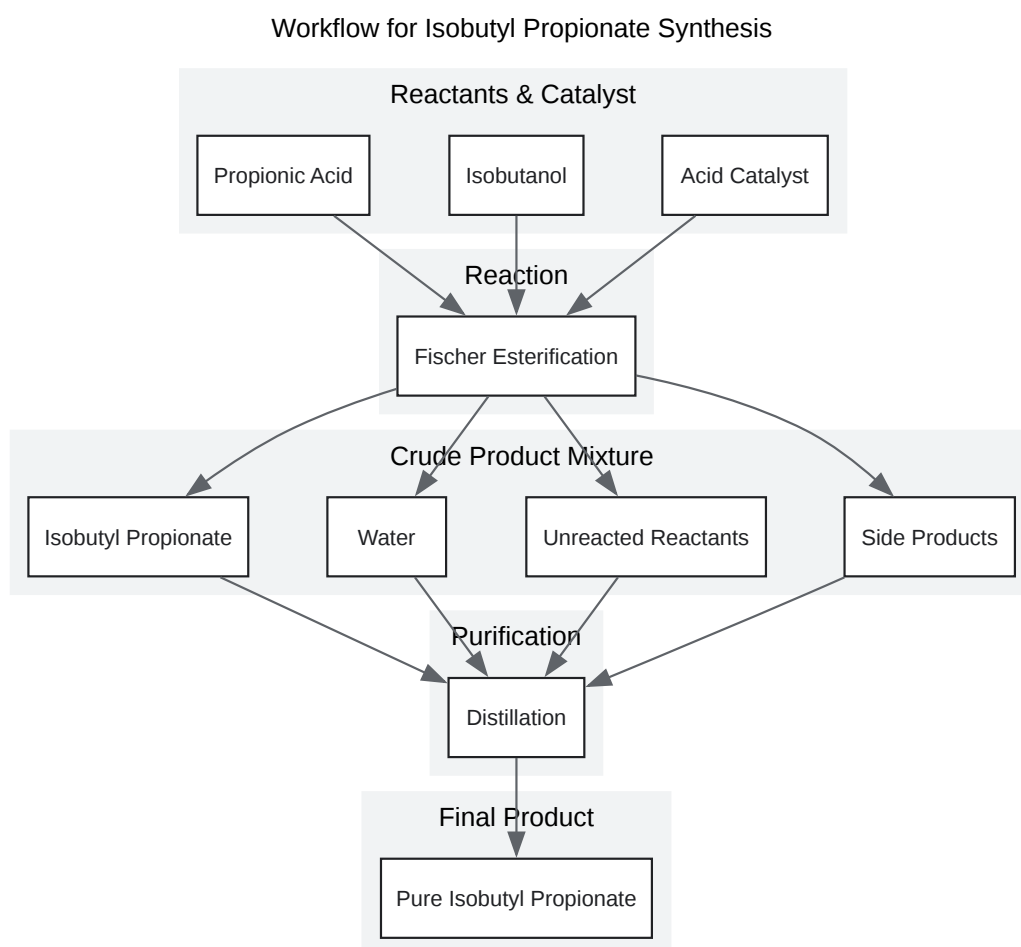 Workflow for Isobutyl Propionate Synthesis
Reactants & Catalyst
Propionic Acid
Isobutanol
Acid Catalyst
Reaction
Fischer Esterification
Crude Product Mixture
Isobutyl Propionate
Water
Unreacted Reactants
Side Products
Purification
Distillation
Final Product
Pure Isobutyl Propionate